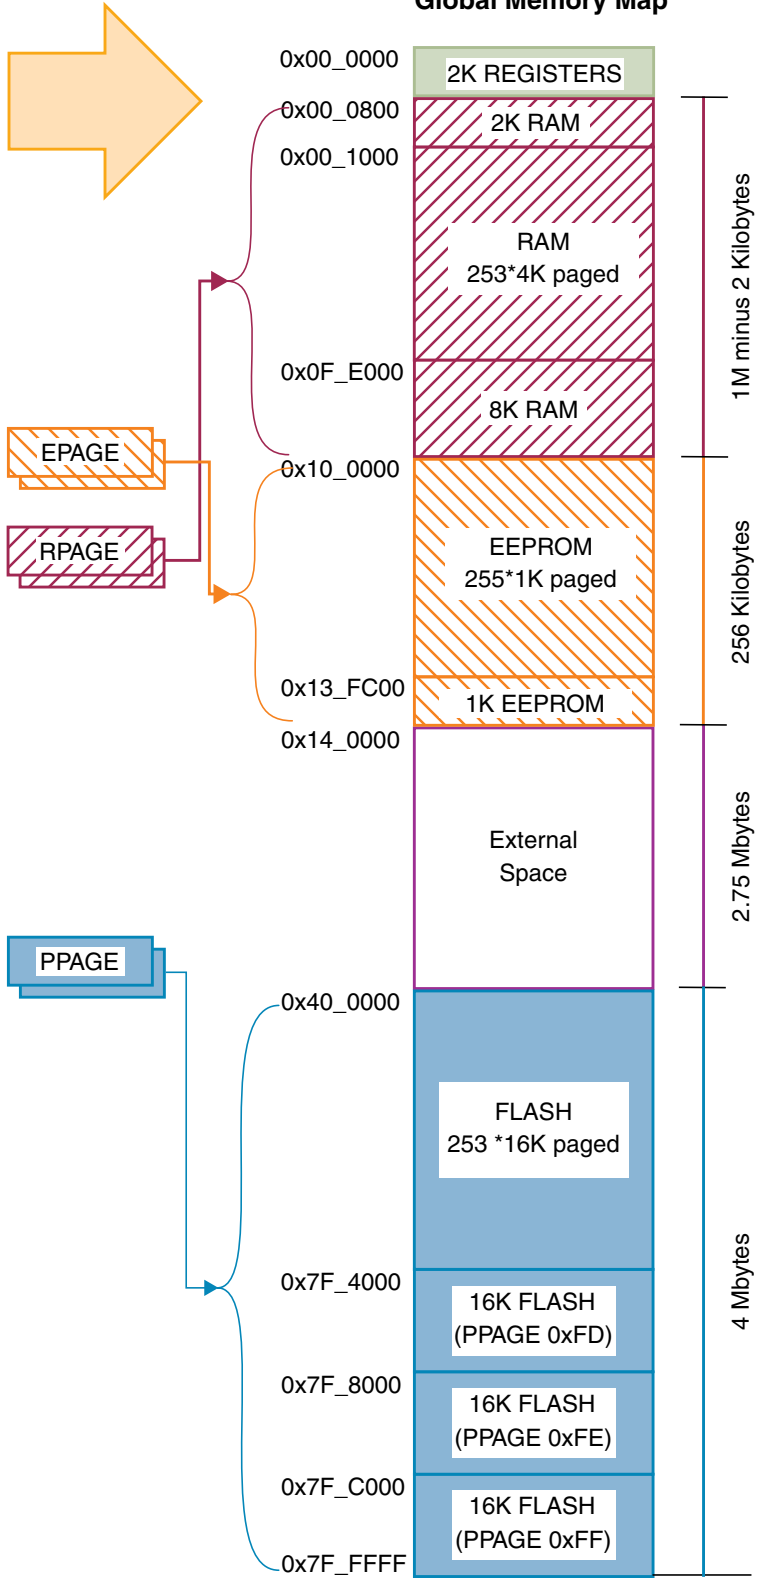 Global Memory Map
0x00_0000
2K REGISTERS
0x00_0800
2K RAM
0x00_1000
RAM
253*4K paged
1M minus 2 Kilobytes
0x0F_E000
8K RAM
EPAGE
0x10_0000
RPAGE
EEPROM
255*1K paged
256 Kilobytes
0x13_FC00
1K EEPROM
0x14_0000
External
Space
2.75 Mbytes
PPAGE
0x40_0000
FLASH
253 *16K paged
0x7F_4000
16K FLASH
(PPAGE 0xFD)
4 Mbytes
0x7F_8000
16K FLASH
(PPAGE 0xFE)
0x7F_C000
16K FLASH
(PPAGE 0xFF)
0x7F_FFFF